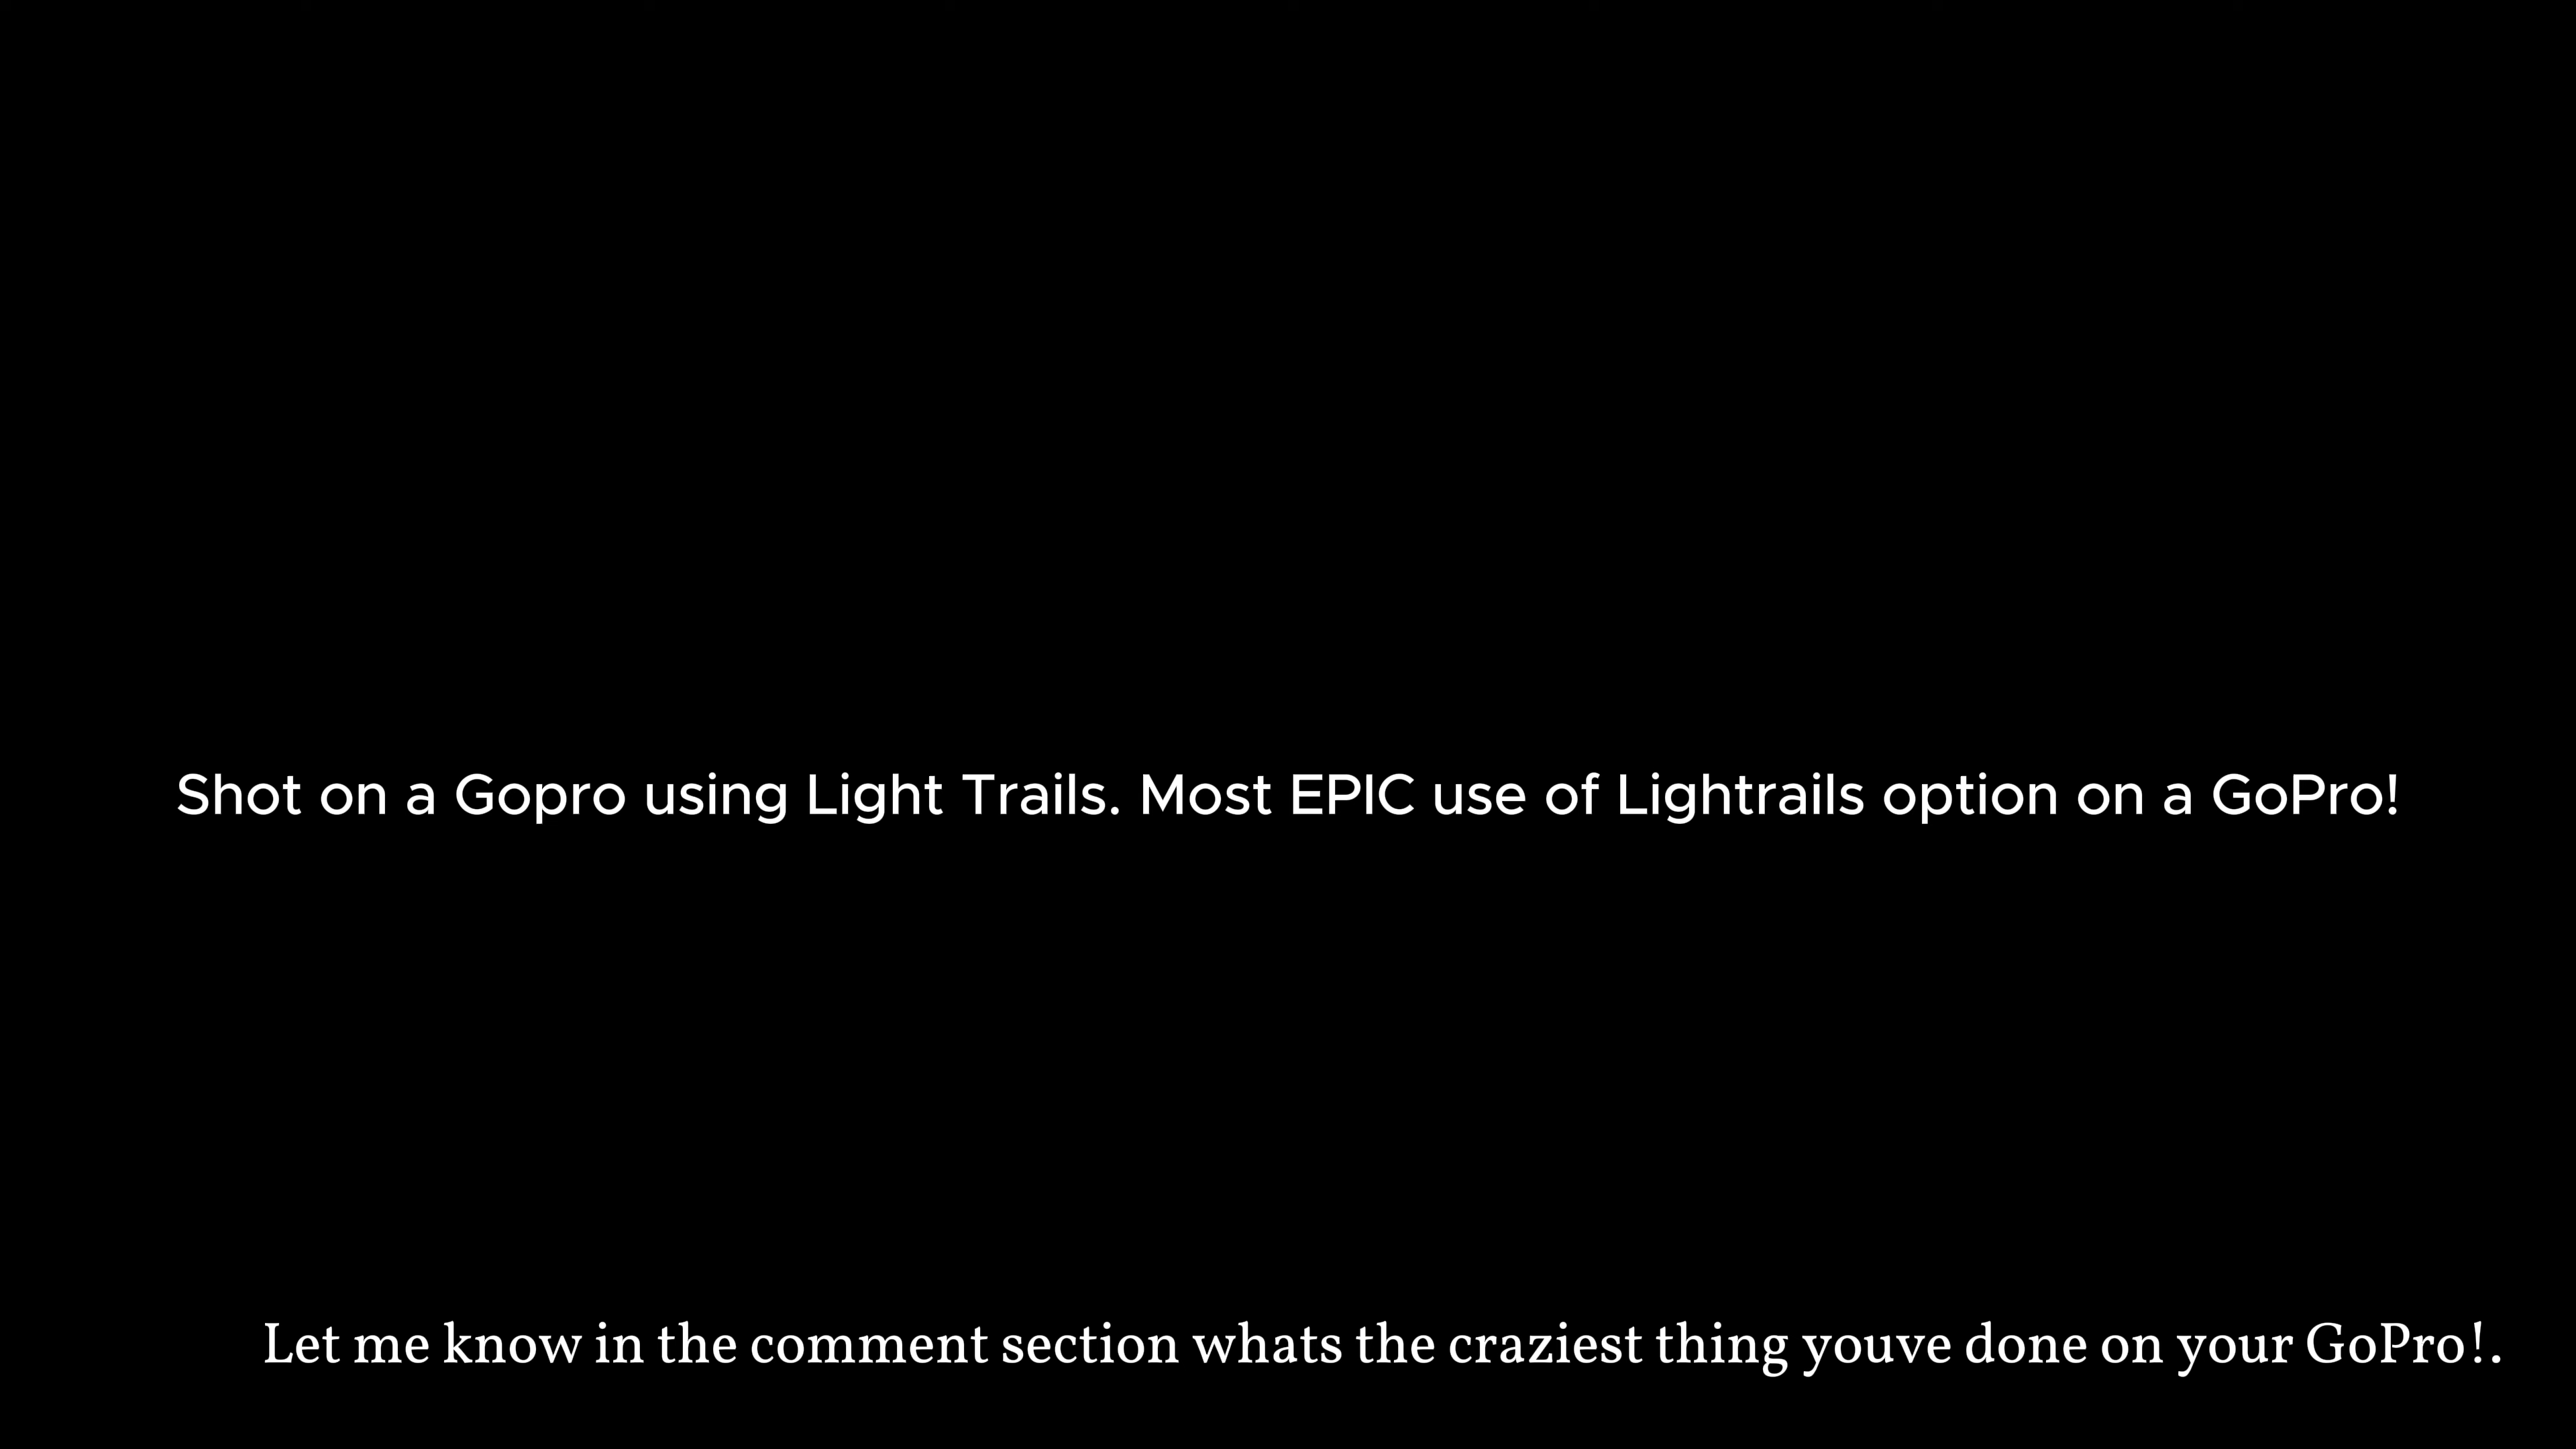 Shot on a Gopro using Light Trails. Most EPIC use of Lightrails option on a GoPro!
Let me know in the comment section whats the craziest thing youve done on your GoPro!.